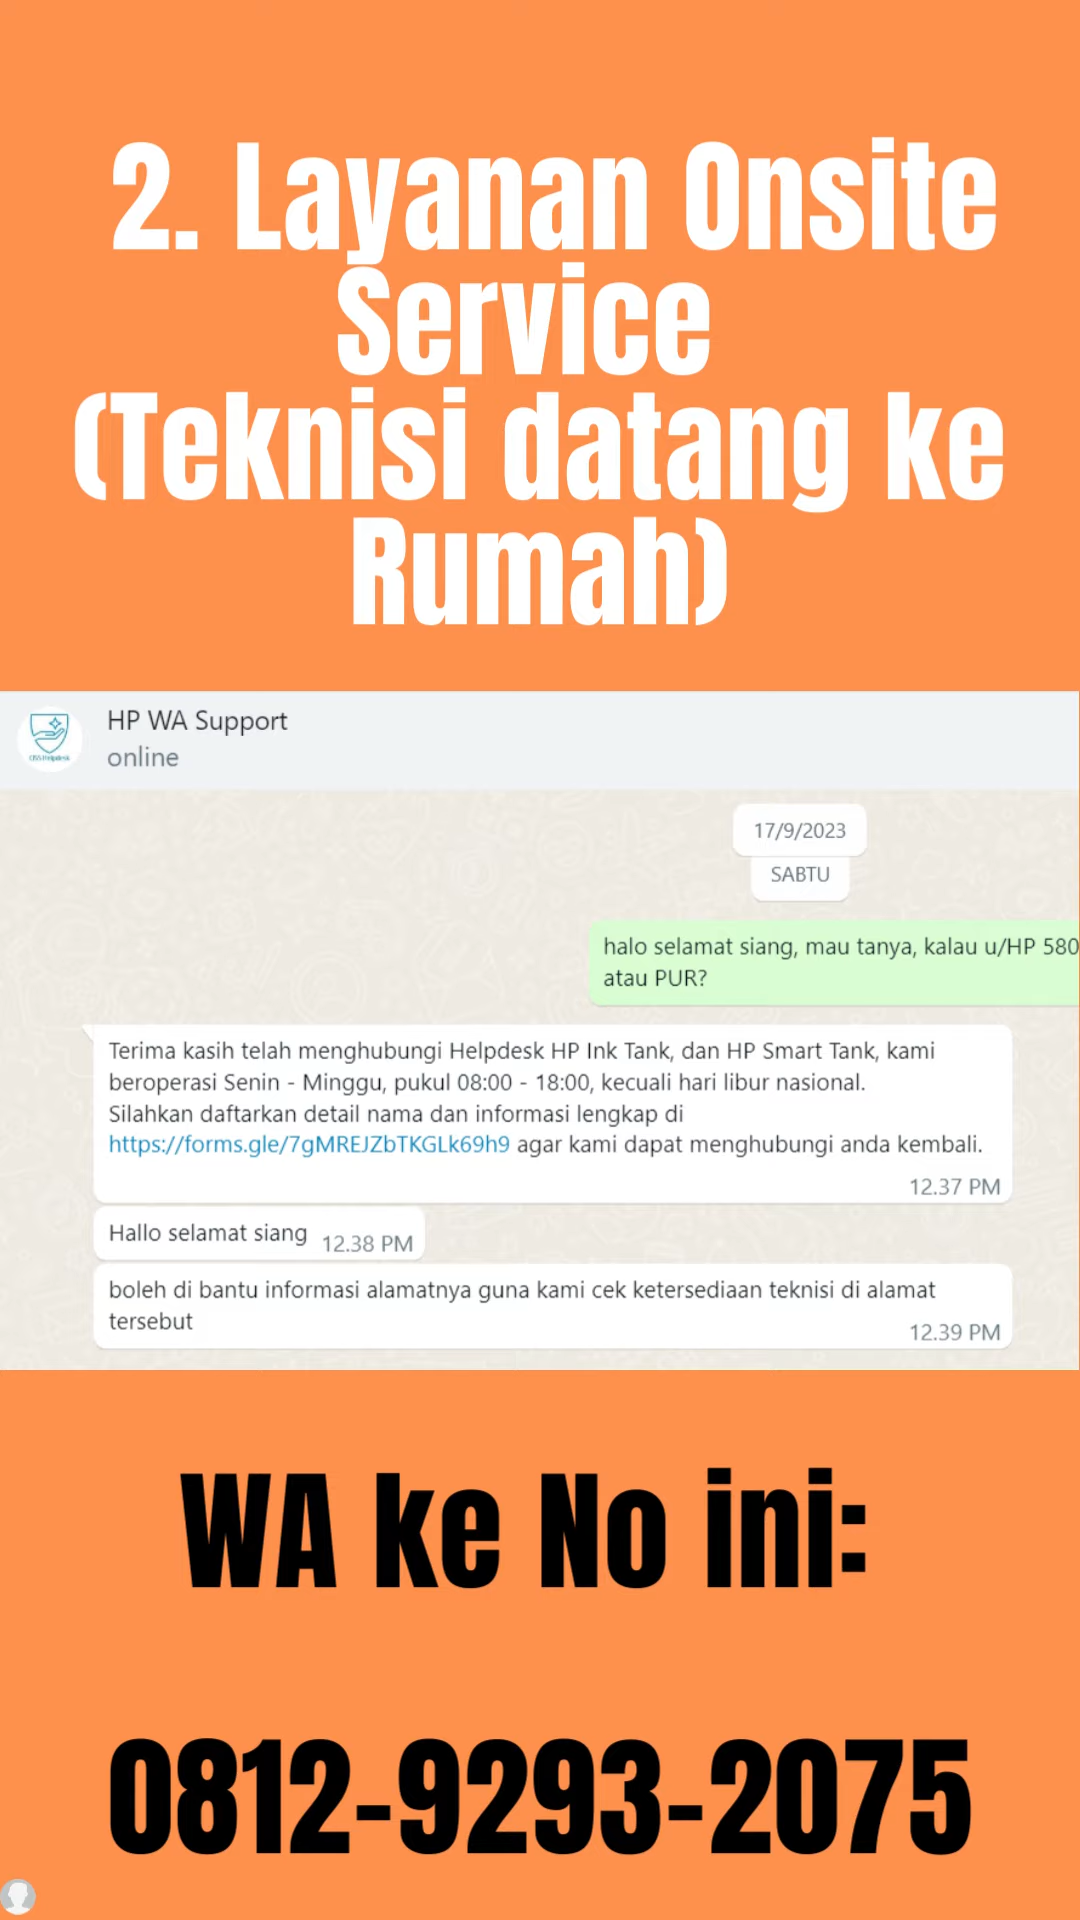 2. Layanan Onsite
Service
(Teknisi datang ke
Rumah)
HP WA Support
online
17/9/2023
SABTU
halo selamat siang, mau tanya, kalau u/HP 580
atau PUR?
Terima kasih telah menghubungi Helpdesk HP Ink Tank, dan HP Smart Tank, kami
beroperasi Senin - Minggu, pukul 08:00 - 18:00, kecuali hari libur nasional.
Silahkan daftarkan detail nama dan informasi lengkap di
https://forms.gle/7gMREJZbTKGLk69h9 agar kami dapat menghubungi anda kembali.
12.37 PM
Hallo selamat siang 12.38 PM
boleh di bantu informasi alamatnya guna kami cek ketersediaan teknisi di alamat
tersebut
12.39 PM
WA ke No ini:
0812-9293-2075